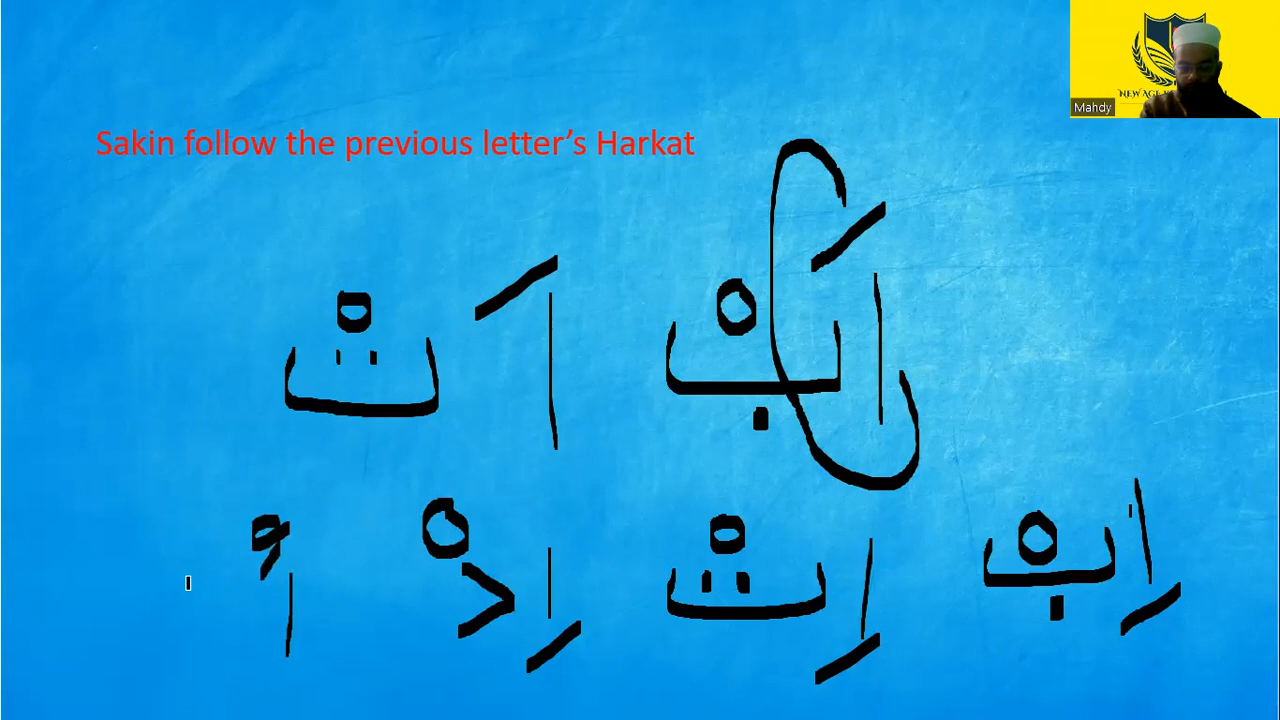 Sakin follow the previous letter's Harkat
اَبْ اَتْ
اِبْ اِتْ اِدْ اُ
Mahdy